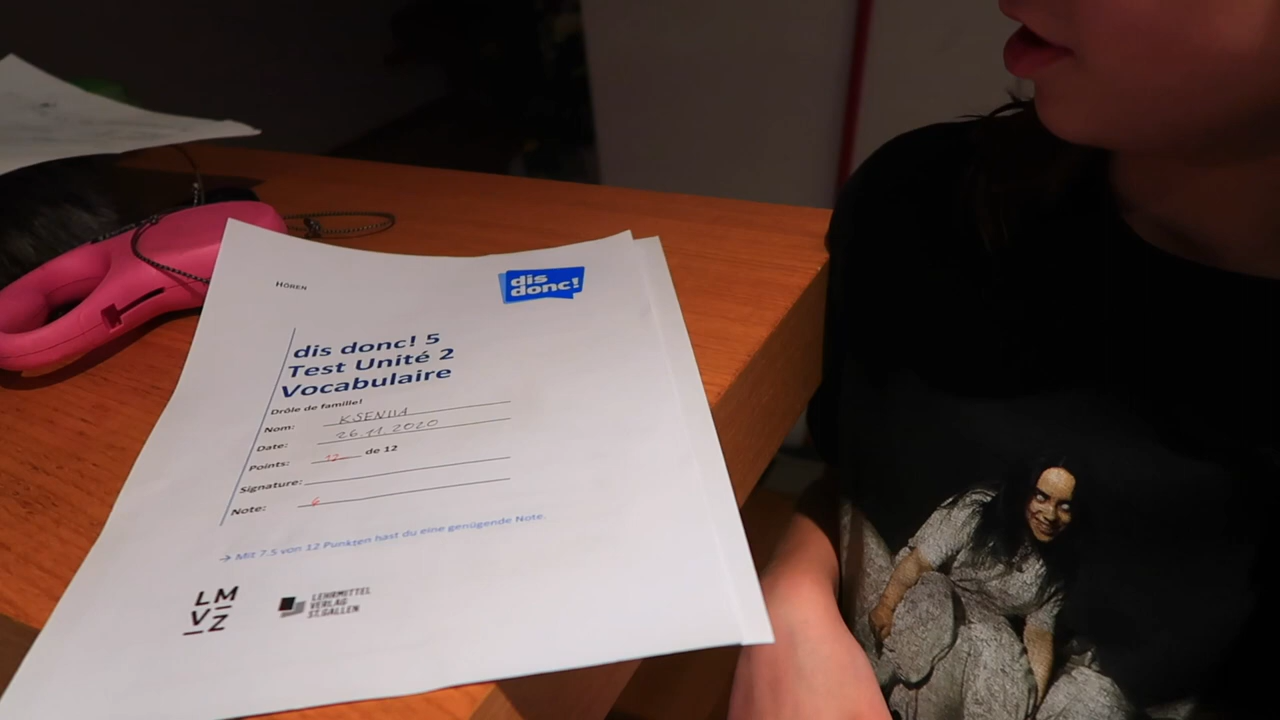 HÖREN
dis
donc!
dis donc! 5
Test Unité 2
Vocabulaire
Drôle de famille!
Nom: KSENIIA
Date: 26.11.2020
Points: 12 de 12
Signature:
Note: 6
→ Mit 7.5 von 12 Punkten hast du eine genügende Note.
LM
VZ
LEHRMITTEL
VERLAG
ST.GALLEN